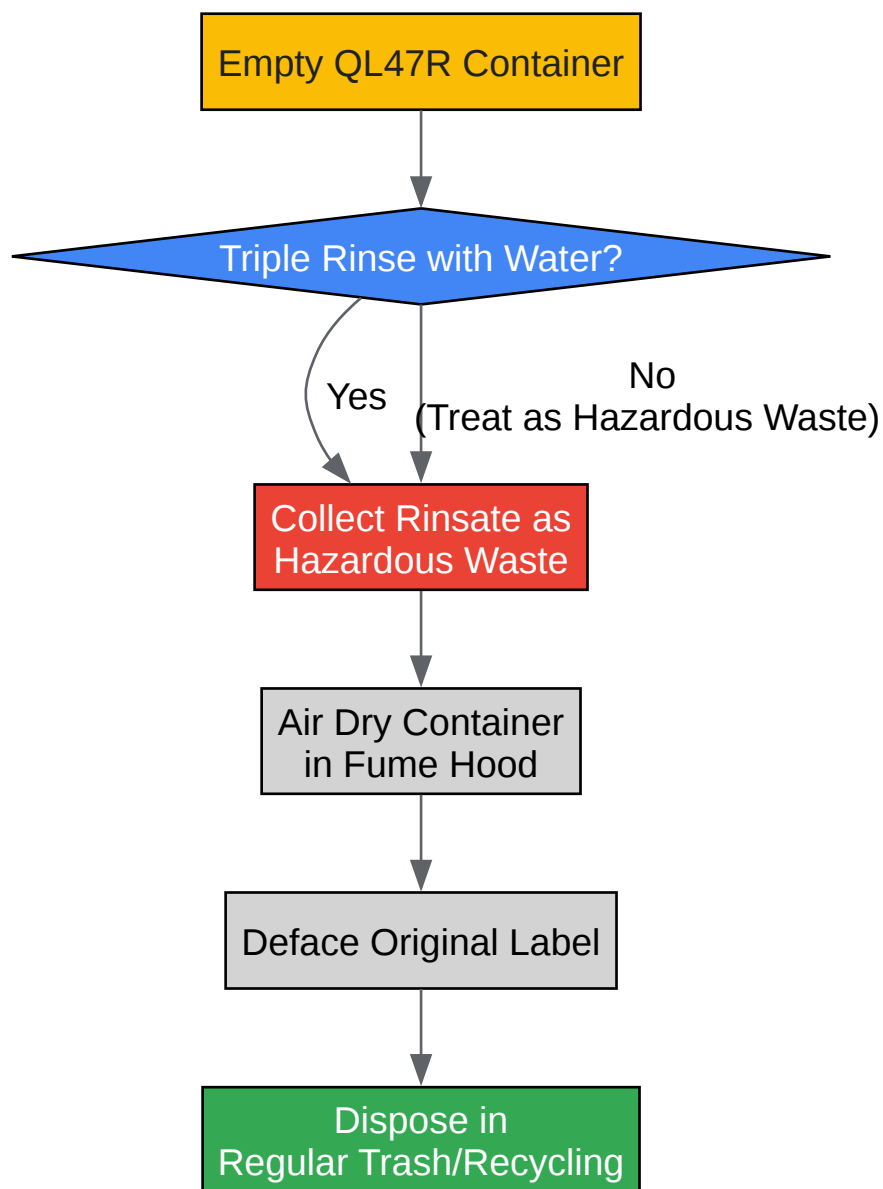 Empty QL47R Container
Triple Rinse with Water?
Yes
No
(Treat as Hazardous Waste)
Collect Rinsate as
Hazardous Waste
Air Dry Container
in Fume Hood
Deface Original Label
Dispose in
Regular Trash/Recycling